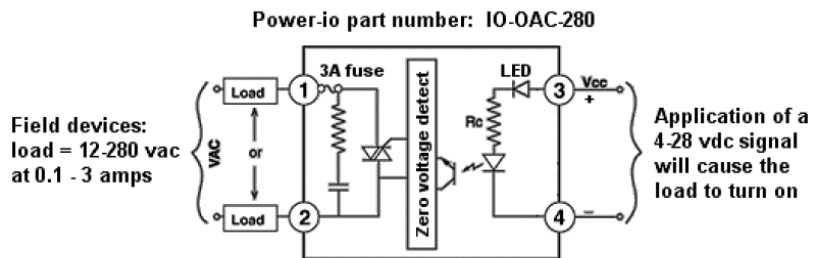 Power-io part number: IO-OAC-280
Field devices:
load = 12-280 vac
at 0.1 - 3 amps
VAC
Load
or
Load
1
2
3A fuse
Zero voltage detect
LED
Rc
3
4
Vcc
+
–
Application of a
4-28 vdc signal
will cause the
load to turn on